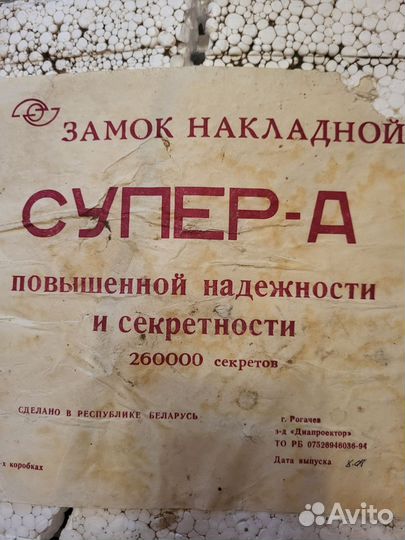 ЗАМОК НАКЛАДНОЙ
СУПЕР-А
повышенной надежности
и секретности
260000 секретов
СДЕЛАНО В РЕСПУБЛИКЕ БЕЛАРУСЬ
г. Рогачев
з-д «Диапроектор»
ТО РБ 07526946036-94
-х коробках
Дата выпуска
Avito